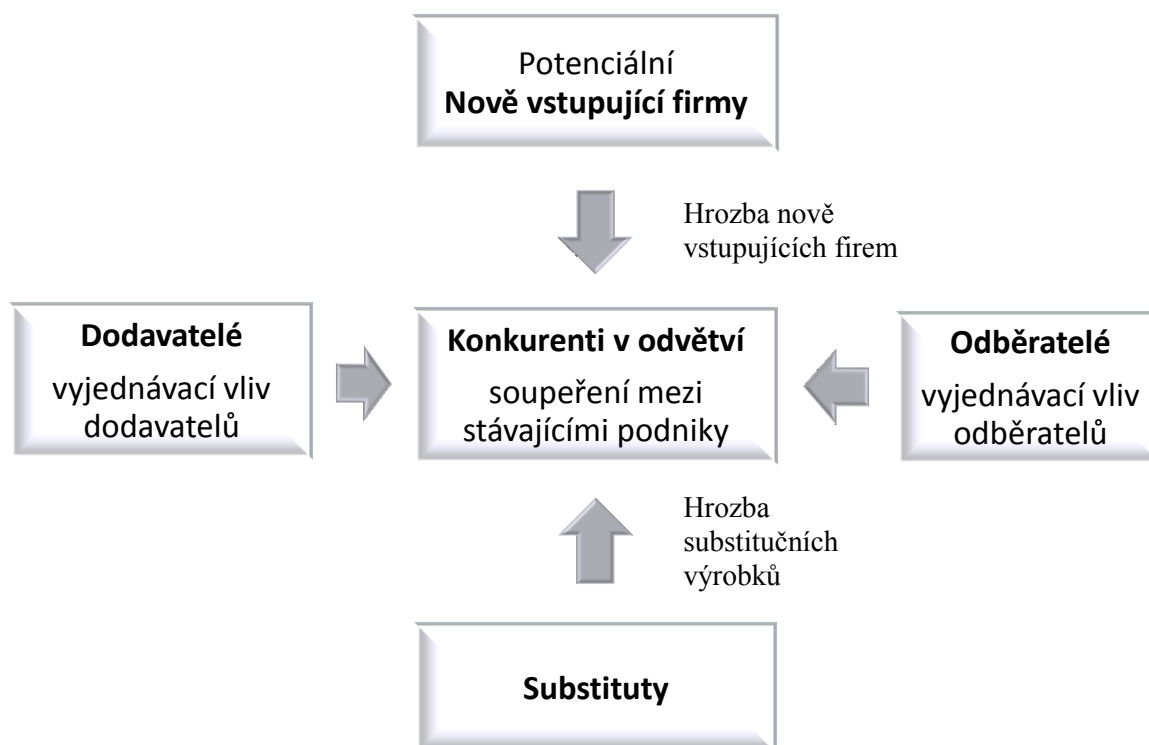 Potenciální
Nově vstupující firmy
Hrozba nově
vstupujících firem
Dodavatelé
vyjednávací vliv
dodavatelů
Konkurenti v odvětví
soupeření mezi
stávajícími podniky
Odběratelé
vyjednávací vliv
odběratelů
Hrozba
substitučních
výrobků
Substituty